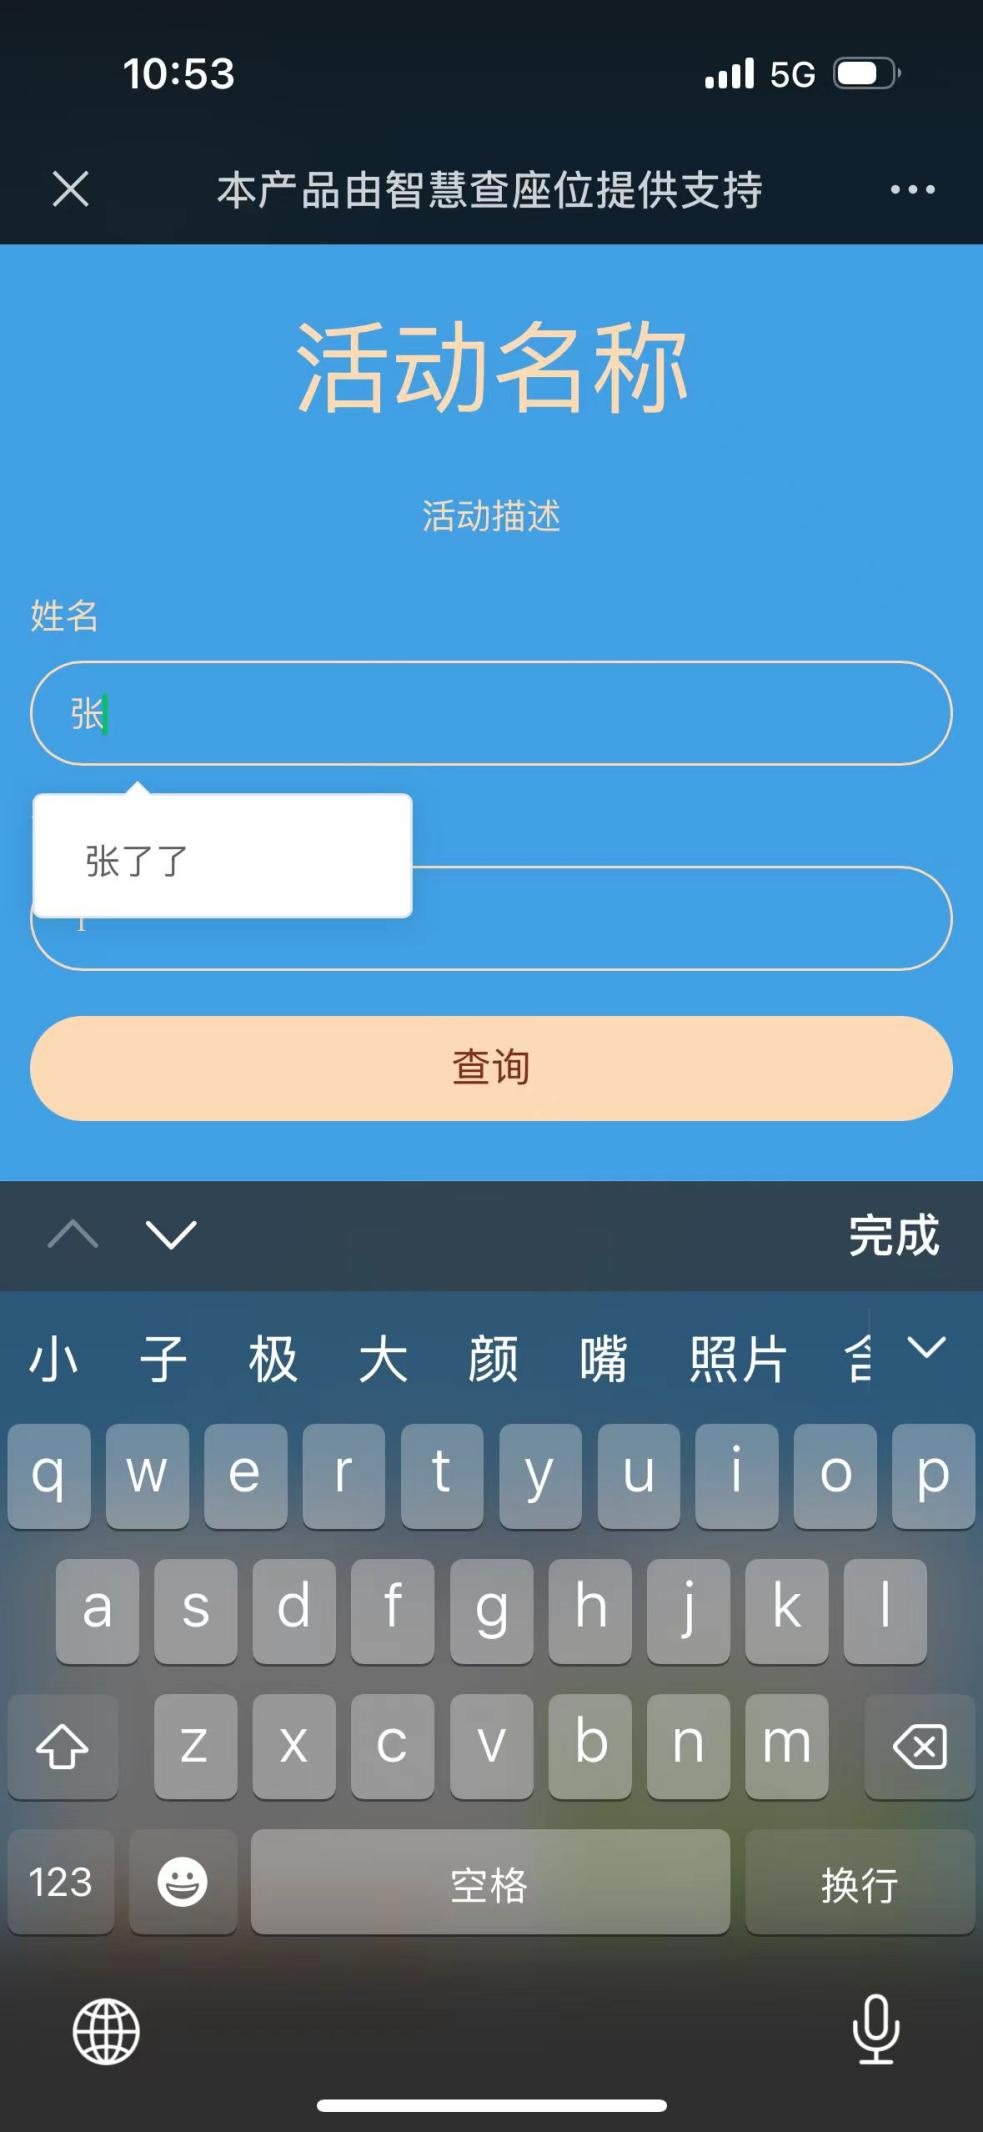 10:53 5G
本产品由智慧查座位提供支持
活动名称
活动描述
姓名
张
张了了
查询
完成
小 子 极 大 颜 嘴 照片
q w e r t y u i o p
a s d f g h j k l
z x c v b n m
123 空格 换行